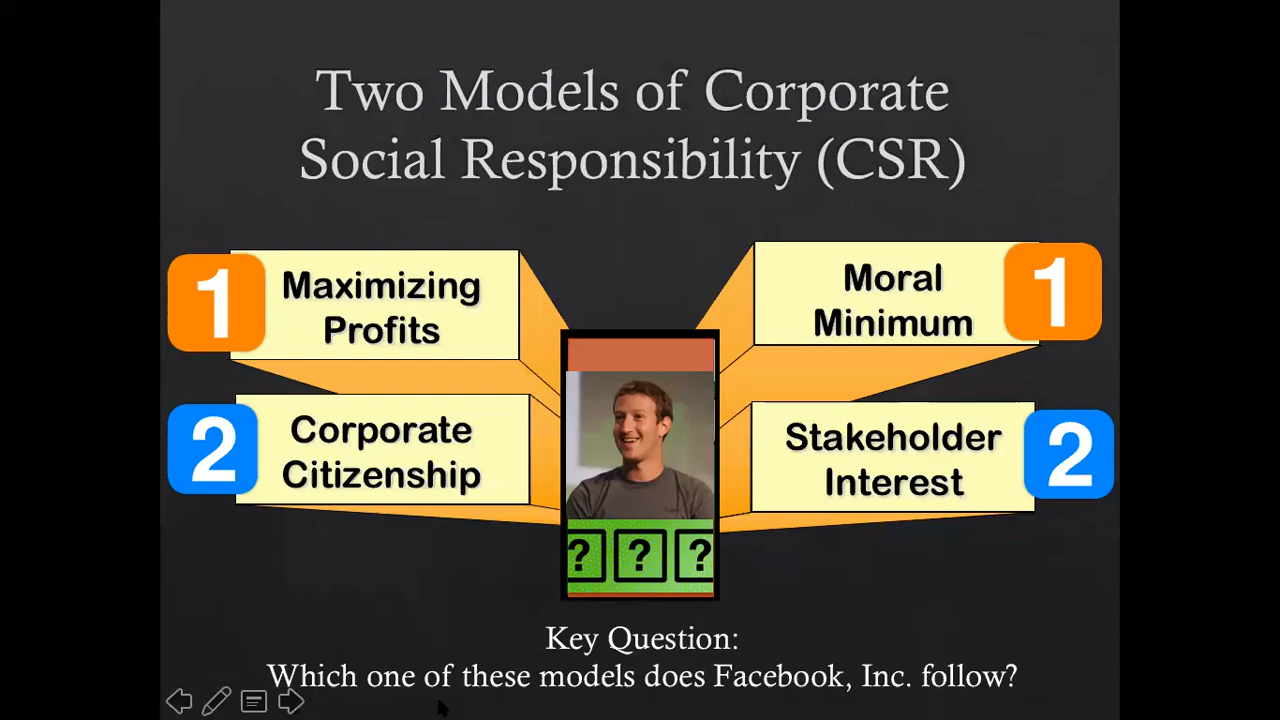 Two Models of Corporate
Social Responsibility (CSR)
1
Maximizing
Profits
Moral
Minimum
1
2
Corporate
Citizenship
Stakeholder
Interest
2
? ? ?
Key Question:
Which one of these models does Facebook, Inc. follow?